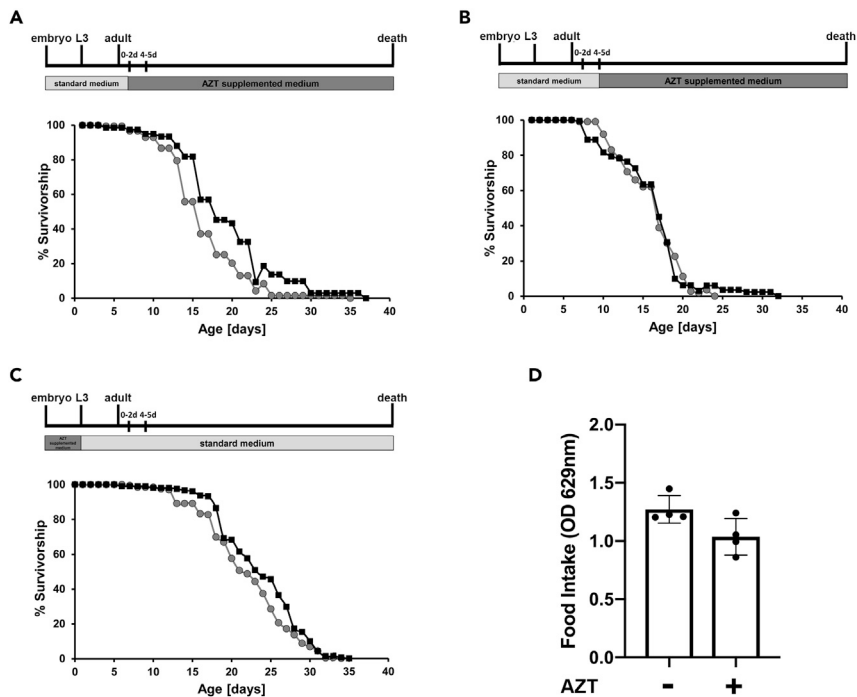 A
embryo L3 adult death
0-2d 4-5d
standard medium AZT supplemented medium
% Survivorship
100
80
60
40
20
0
0 5 10 15 20 25 30 35 40
Age [days]
B
embryo L3 adult death
0-2d 4-5d
standard medium AZT supplemented medium
% Survivorship
100
80
60
40
20
0
0 5 10 15 20 25 30 35 40
Age [days]
C
embryo L3 adult death
0-2d 4-5d
AZT
supplemented
medium
standard medium
% Survivorship
100
80
60
40
20
0
0 5 10 15 20 25 30 35 40
Age [days]
D
Food Intake (OD 629nm)
2.0
1.5
1.0
0.5
0.0
AZT - +